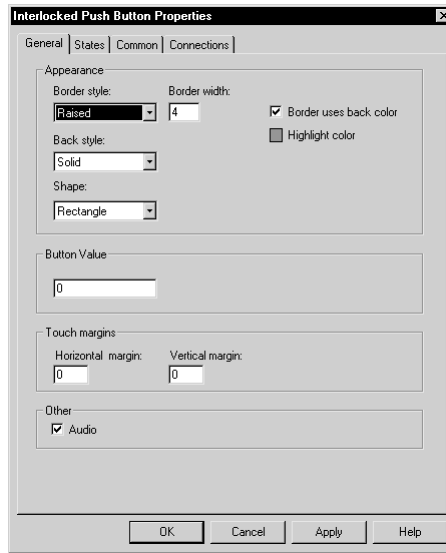 Interlocked Push Button Properties
General States Common Connections
Appearance
Border style: Border width:
Raised 4 Border uses back color
Back style: Highlight color
Solid
Shape:
Rectangle
Button Value
0
Touch margins
Horizontal margin: Vertical margin:
0 0
Other
Audio
OK Cancel Apply Help